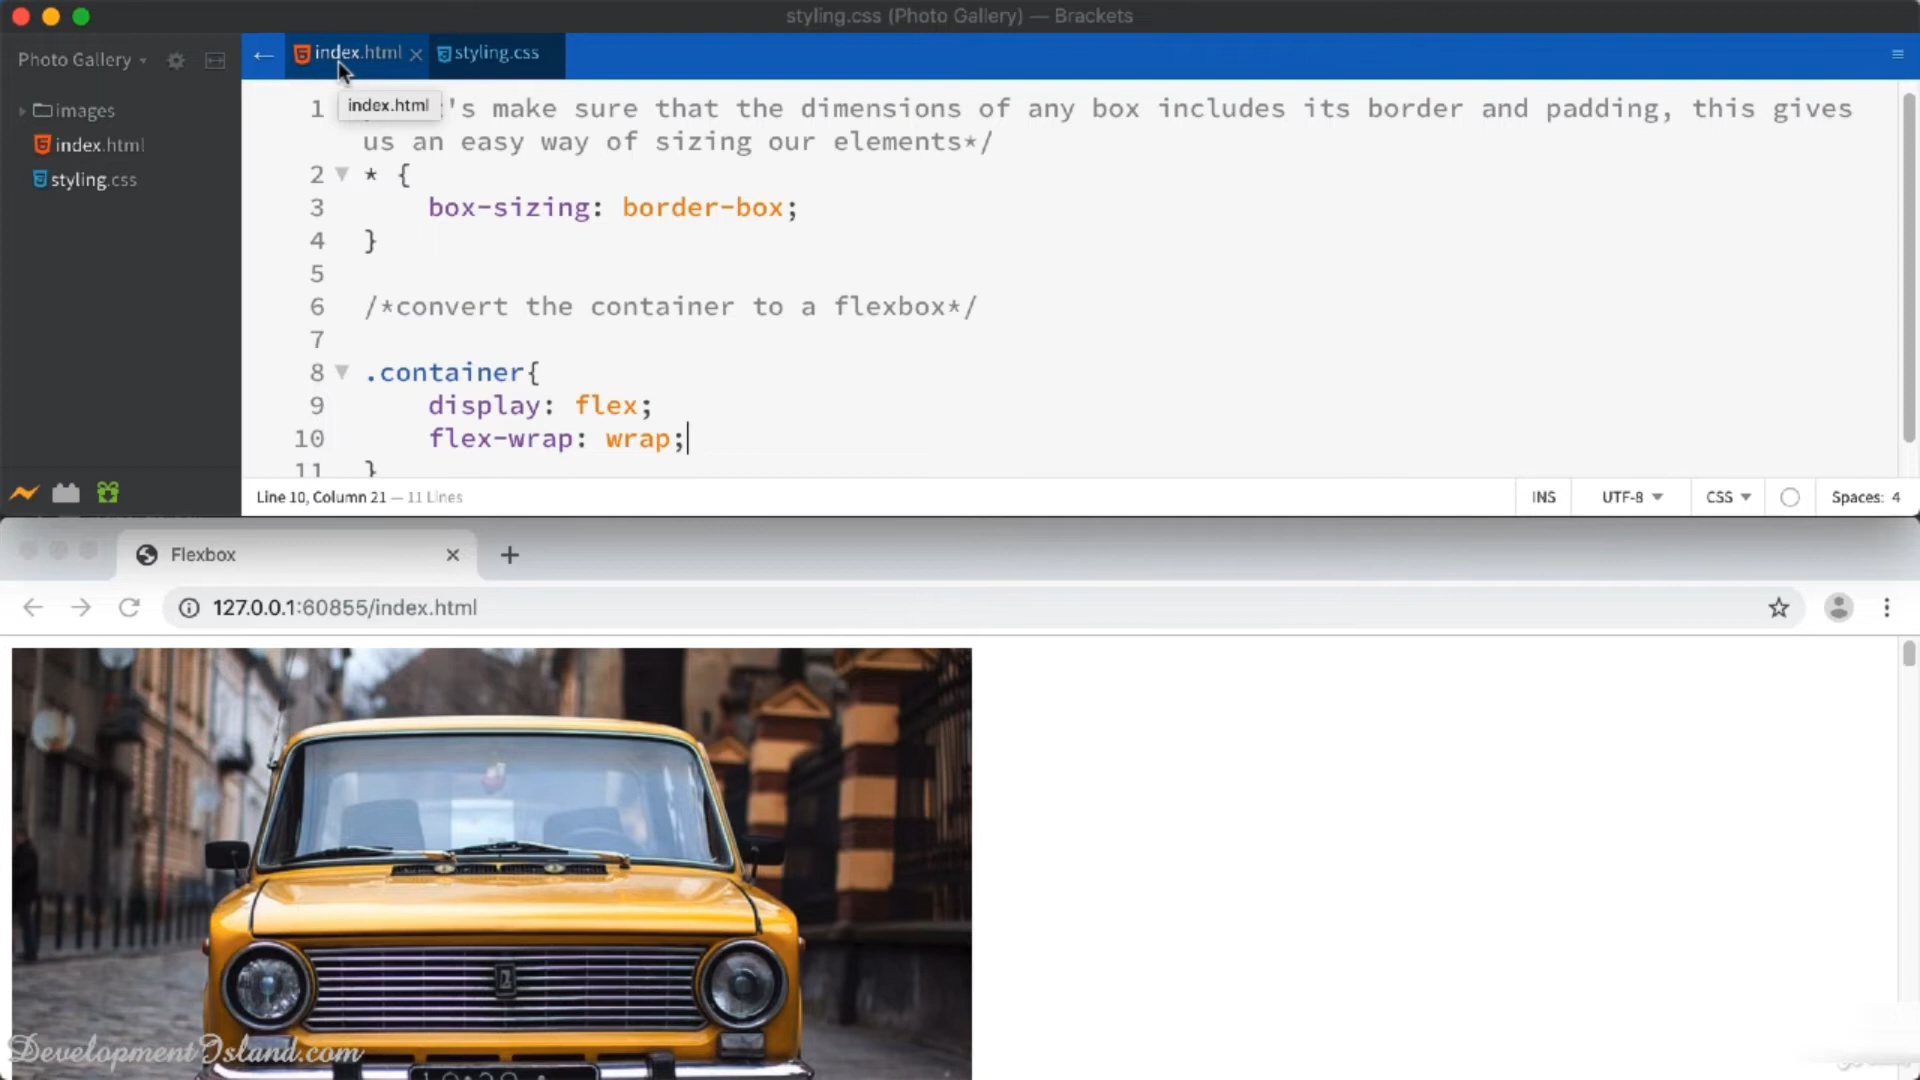 styling.css (Photo Gallery) — Brackets
Photo Gallery
index.html
styling.css
images
index.html
styling.css
index.html
1 's make sure that the dimensions of any box includes its border and padding, this gives
us an easy way of sizing our elements*/
2 * {
3 box-sizing: border-box;
4 }
5
6 /*convert the container to a flexbox*/
7
8 .container{
9 display: flex;
10 flex-wrap: wrap;
11 }
Line 10, Column 21 — 11 Lines
INS
UTF-8
CSS
Spaces: 4
Flexbox
127.0.0.1:60855/index.html
DevelopmentIsland.com